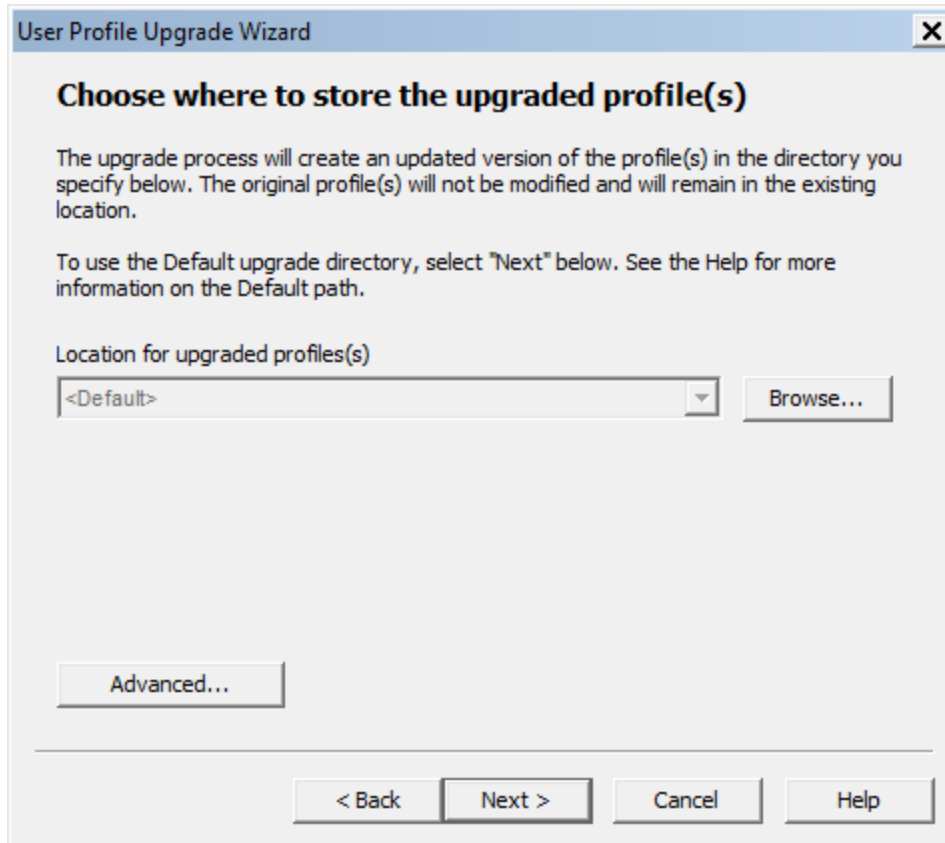 User Profile Upgrade Wizard
Choose where to store the upgraded profile(s)
The upgrade process will create an updated version of the profile(s) in the directory you
specify below. The original profile(s) will not be modified and will remain in the existing
location.
To use the Default upgrade directory, select "Next" below. See the Help for more
information on the Default path.
Location for upgraded profiles(s)
<Default>
Browse...
Advanced...
< Back
Next >
Cancel
Help